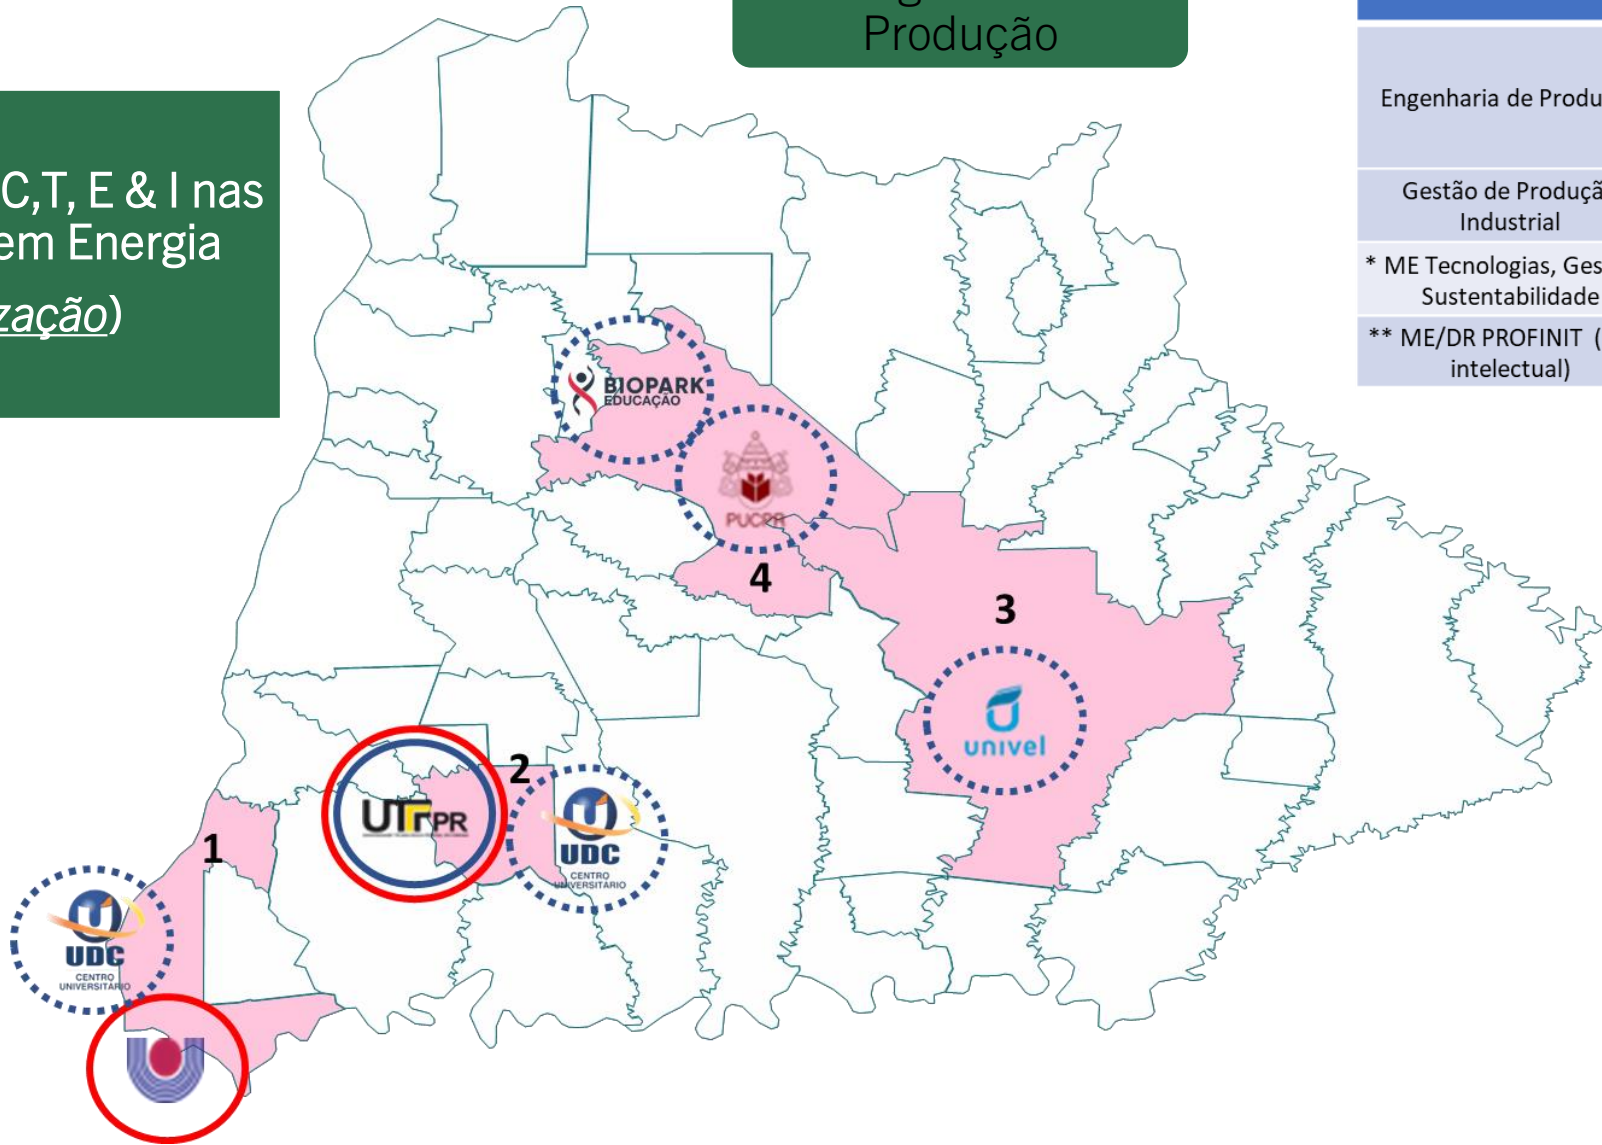 Produção
C,T, E & I nas
em Energia
zação)
Engenharia de Produ
Gestão de Produçã
Industrial
* ME Tecnologias, Ges
Sustentabilidade
** ME/DR PROFINIT (
intelectual)
BIOPARK
EDUCAÇÃO
PUCPR
4
3
univel
2
UTFPR
UDC
CENTRO
UNIVERSITÁRIO
1
UDC
CENTRO
UNIVERSITÁRIO